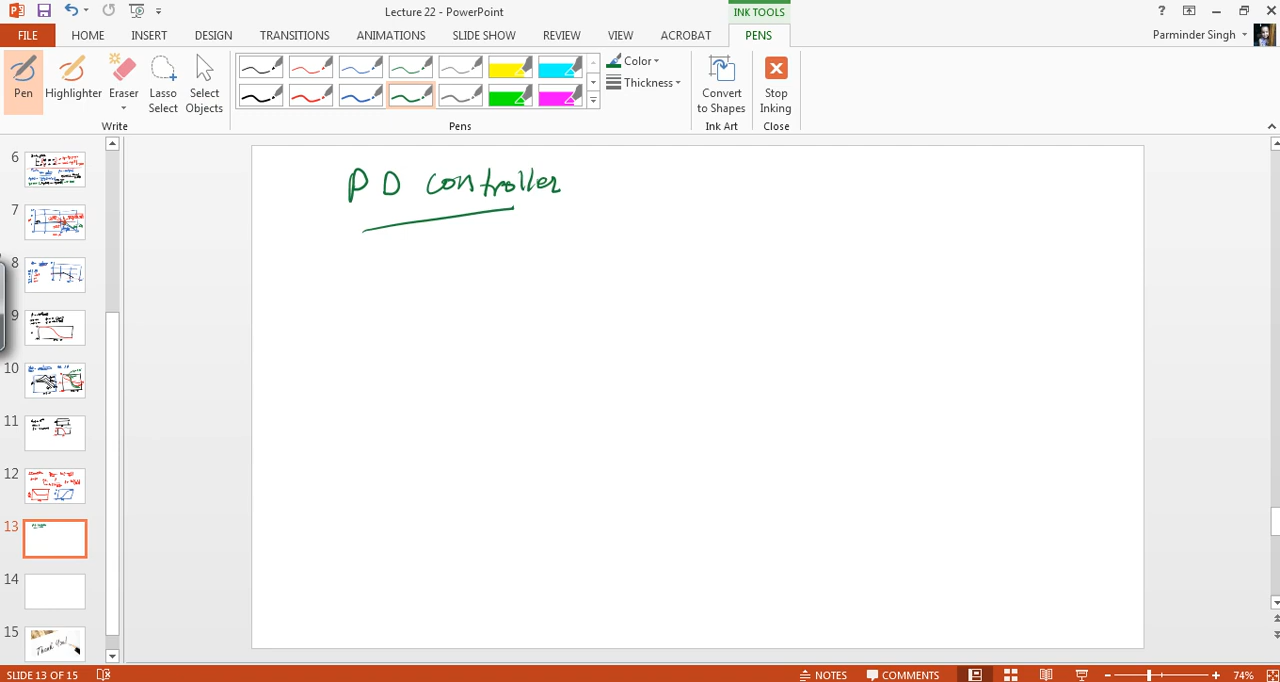 Lecture 22 - PowerPoint
INK TOOLS
?
FILE HOME INSERT DESIGN TRANSITIONS ANIMATIONS SLIDE SHOW REVIEW VIEW ACROBAT PENS
Parminder Singh
Pen Highlighter Eraser Lasso Select Select Objects
Color
Thickness
Convert to Shapes
Stop Inking
Write Pens Ink Art Close
6
7
8
9
10
11
12
13
14
15
Thank You!
PD controller
SLIDE 13 OF 15
NOTES COMMENTS 74%